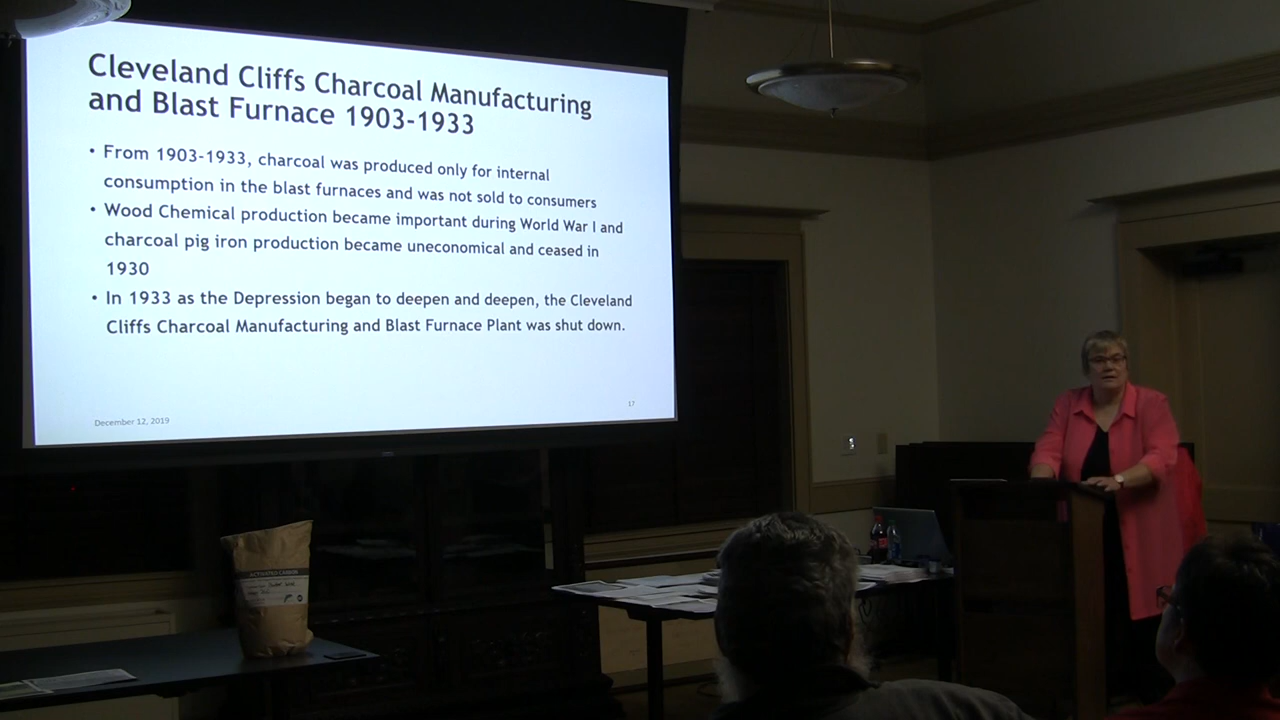 Cleveland Cliffs Charcoal Manufacturing
and Blast Furnace 1903-1933
• From 1903-1933, charcoal was produced only for internal
consumption in the blast furnaces and was not sold to consumers
• Wood Chemical production became important during World War I and
charcoal pig iron production became uneconomical and ceased in
1930
• In 1933 as the Depression began to deepen and deepen, the Cleveland
Cliffs Charcoal Manufacturing and Blast Furnace Plant was shut down.
December 12, 2019
17
ACTIVATED CARBON